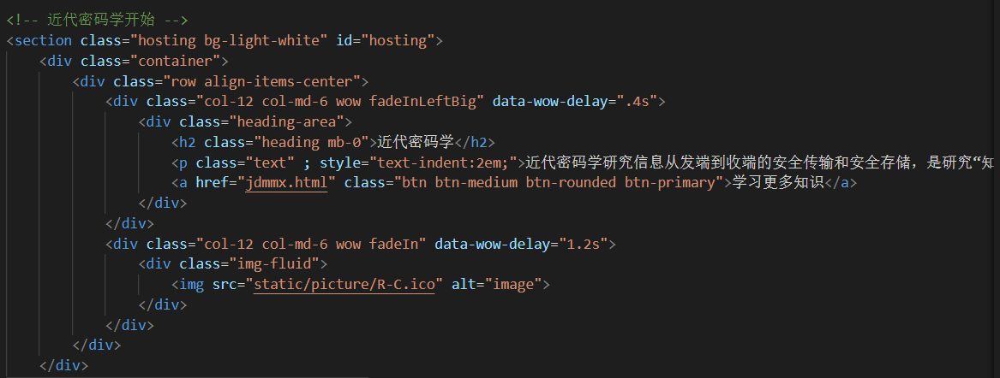 <!-- 近代密码学开始 -->
<section class="hosting bg-light-white" id="hosting">
<div class="container">
<div class="row align-items-center">
<div class="col-12 col-md-6 wow fadeInLeftBig" data-wow-delay=".4s">
<div class="heading-area">
<h2 class="heading mb-0">近代密码学</h2>
<p class="text" ; style="text-indent:2em;">近代密码学研究信息从发端到收端的安全传输和安全存储，是研究“知
<a href="jdmmx.html" class="btn btn-medium btn-rounded btn-primary">学习更多知识</a>
</div>
</div>
<div class="col-12 col-md-6 wow fadeIn" data-wow-delay="1.2s">
<div class="img-fluid">
<img src="static/picture/R-C.ico" alt="image">
</div>
</div>
</div>
</div>